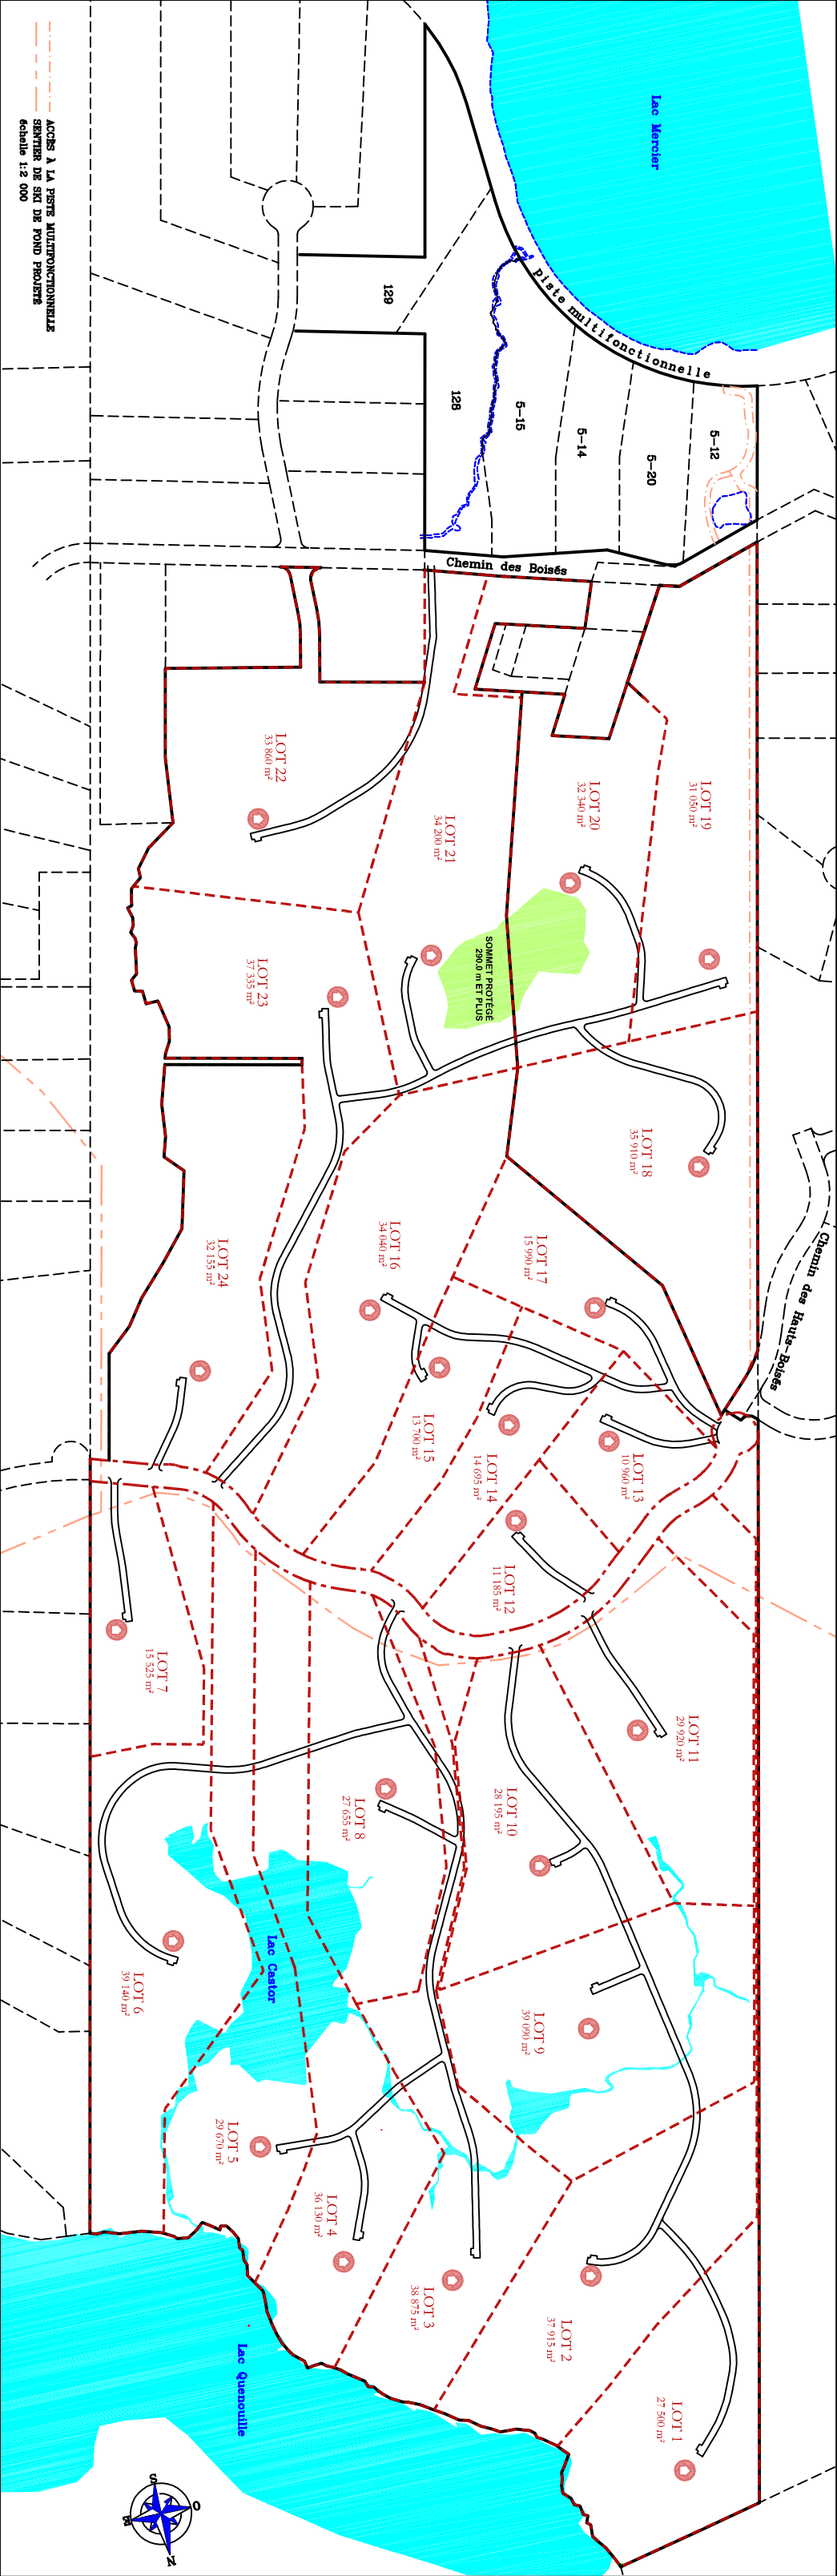 Lac Mercier
ACCÈS À LA PISTE MULTIFONCTIONNELLE
SENTIER DE SKI DE FOND PROJETÉ
échelle 1:2 000
piste multifonctionnelle
129
128
5-15
5-14
5-20
5-12
Chemin des Boisés
LOT 22
33 860 m²
LOT 21
34 200 m²
LOT 20
32 340 m²
LOT 19
31 050 m²
SOMMET PROTÉGÉ
290,0 m ET PLUS
LOT 23
37 335 m²
LOT 18
35 910 m²
LOT 24
32 155 m²
LOT 16
34 040 m²
LOT 17
15 990 m²
Chemin des Hauts-Boisés
LOT 15
13 700 m²
LOT 14
14 695 m²
LOT 13
10 960 m²
LOT 12
11 185 m²
LOT 7
15 525 m²
LOT 11
29 920 m²
LOT 8
27 655 m²
LOT 10
28 195 m²
Lac Castor
LOT 6
39 140 m²
LOT 9
39 090 m²
LOT 5
29 670 m²
LOT 4
36 130 m²
LOT 3
38 875 m²
LOT 2
37 915 m²
LOT 1
27 500 m²
Lac Quenouille
S
O
E
N